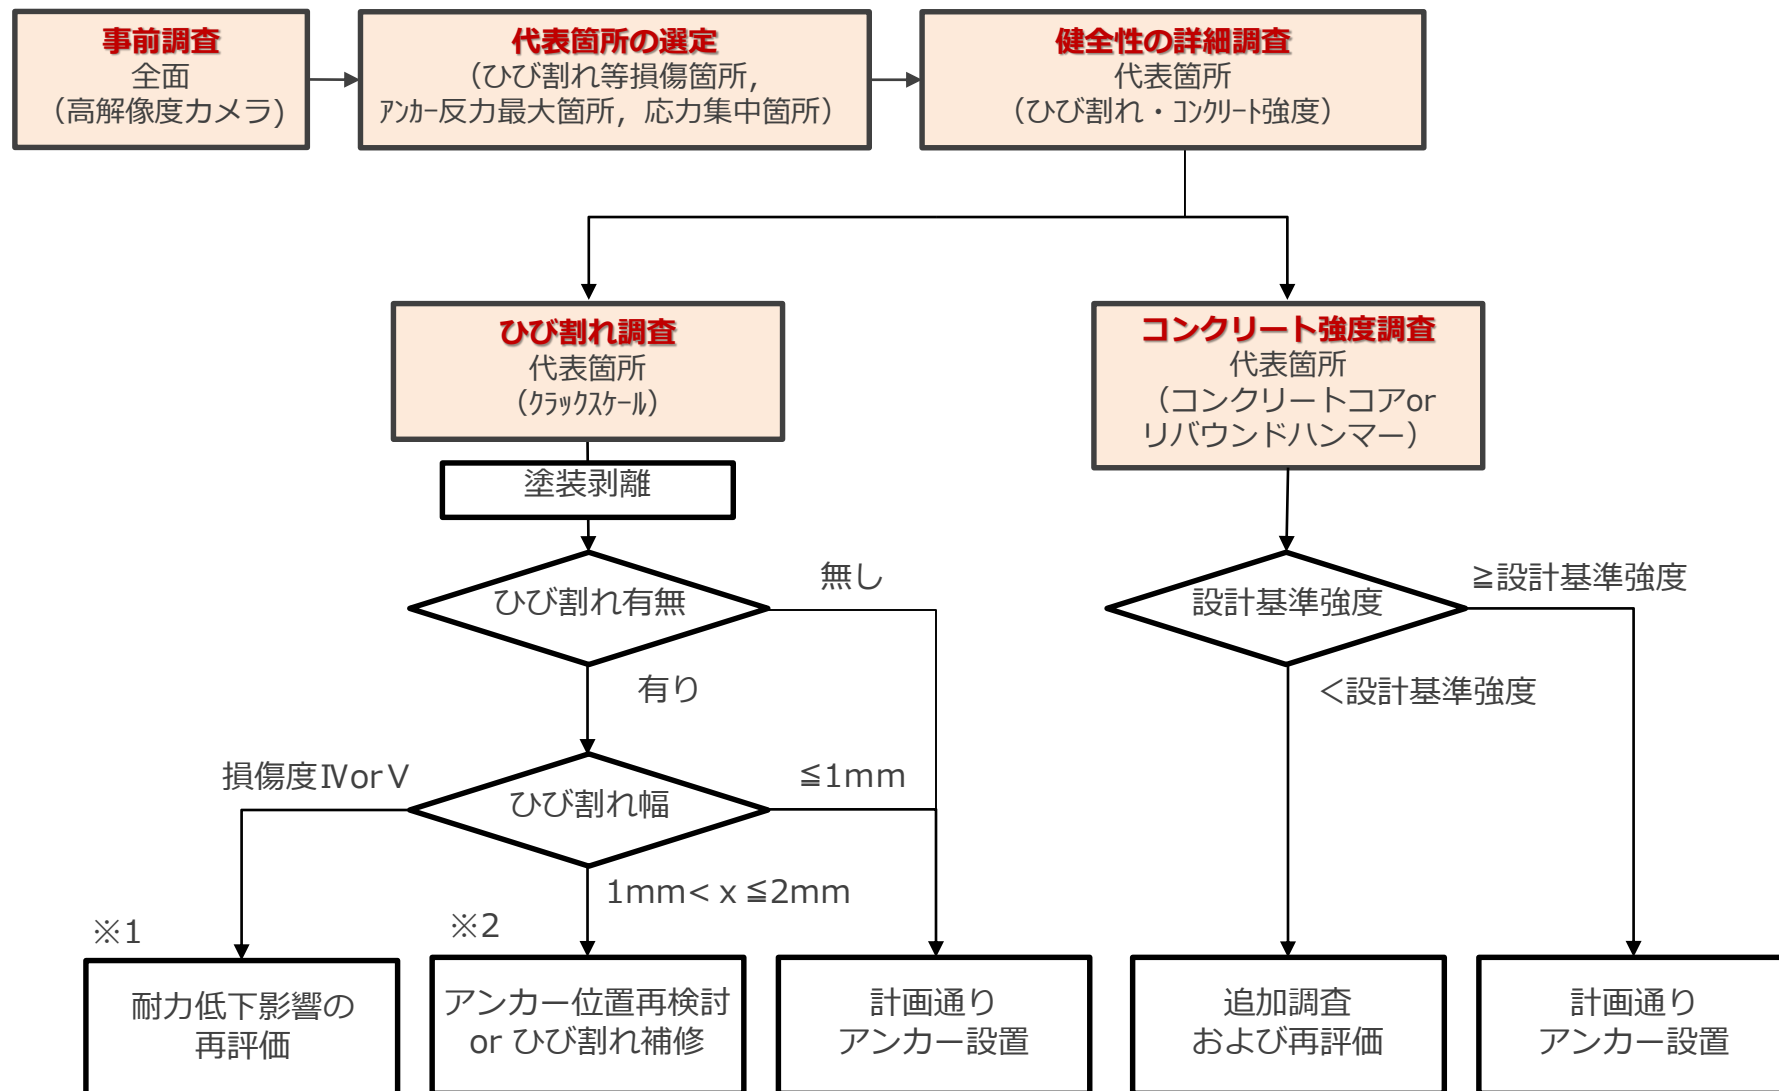 事前調査
全面
（高解像度カメラ)
代表箇所の選定
（ひび割れ等損傷箇所,
ｱﾝｶｰ反力最大箇所，応力集中箇所）
健全性の詳細調査
代表箇所
（ひび割れ・ｺﾝｸﾘｰﾄ強度）
ひび割れ調査
代表箇所
（ｸﾗｯｸｽｹｰﾙ）
コンクリート強度調査
代表箇所
（コンクリートコアor
リバウンドハンマー）
塗装剥離
ひび割れ有無
無し
有り
設計基準強度
≧設計基準強度
＜設計基準強度
損傷度ⅣorⅤ
ひび割れ幅
≦1mm
1mm< x ≦2mm
※1
※2
耐力低下影響の
再評価
アンカー位置再検討
or ひび割れ補修
計画通り
アンカー設置
追加調査
および再評価
計画通り
アンカー設置